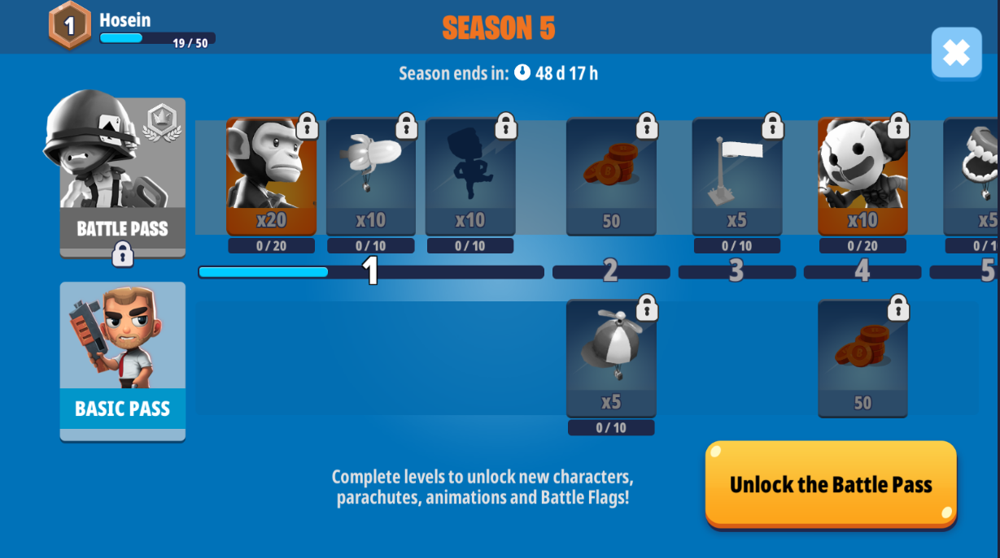 1
Hosein
19 / 50
SEASON 5
Season ends in: 48 d 17 h
BATTLE PASS
x20
x10
x10
50
x5
x10
x5
0 / 20
0 / 10
0 / 10
0 / 10
0 / 20
0 / 1
1
2
3
4
5
BASIC PASS
x5
50
0 / 10
Complete levels to unlock new characters,
parachutes, animations and Battle Flags!
Unlock the Battle Pass